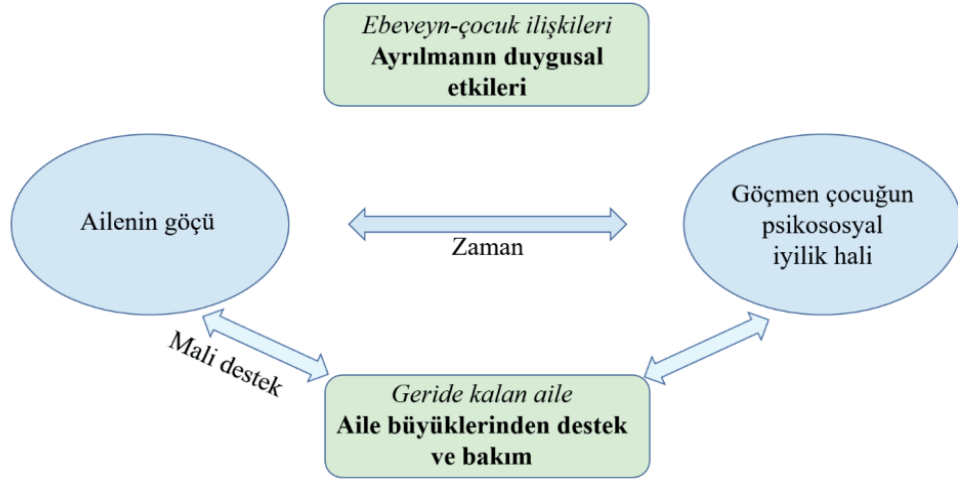 Ebeveyn-çocuk ilişkileri
Ayrılmanın duygusal
etkileri
Ailenin göçü
Zaman
Göçmen çocuğun
psikososyal
iyilik hali
Mali destek
Geride kalan aile
Aile büyüklerinden destek
ve bakım